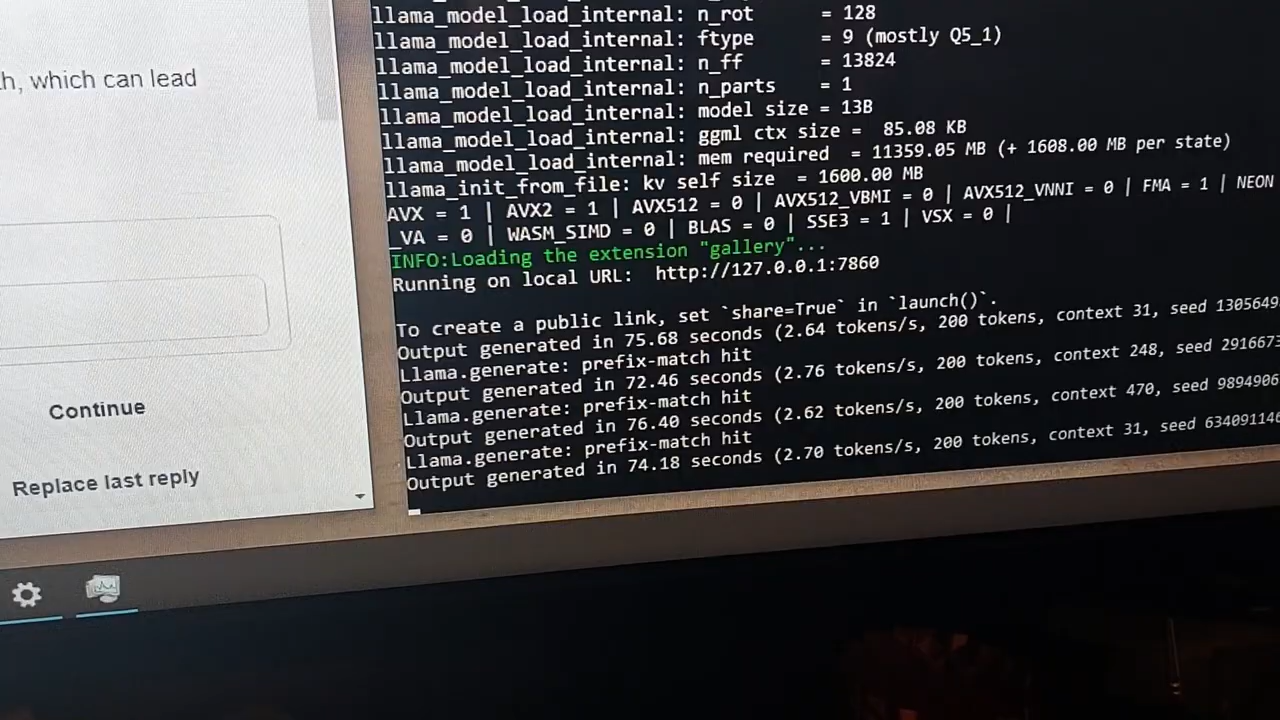 h, which can lead
Continue
Replace last reply
llama_model_load_internal: n_rot = 128
llama_model_load_internal: ftype = 9 (mostly Q5_1)
llama_model_load_internal: n_ff = 13824
llama_model_load_internal: n_parts = 1
llama_model_load_internal: model size = 13B
llama_model_load_internal: ggml ctx size = 85.08 KB
llama_model_load_internal: mem required = 11359.05 MB (+ 1608.00 MB per state)
llama_init_from_file: kv self size = 1600.00 MB
AVX = 1 | AVX2 = 1 | AVX512 = 0 | AVX512_VBMI = 0 | AVX512_VNNI = 0 | FMA = 1 | NEON
_VA = 0 | WASM_SIMD = 0 | BLAS = 0 | SSE3 = 1 | VSX = 0 |
INFO:Loading the extension "gallery"...
Running on local URL: http://127.0.0.1:7860
To create a public link, set `share=True` in `launch()`.
Output generated in 75.68 seconds (2.64 tokens/s, 200 tokens, context 31, seed 1305649
Llama.generate: prefix-match hit
Output generated in 72.46 seconds (2.76 tokens/s, 200 tokens, context 248, seed 2916673
Llama.generate: prefix-match hit
Output generated in 76.40 seconds (2.62 tokens/s, 200 tokens, context 470, seed 9894906
Llama.generate: prefix-match hit
Output generated in 74.18 seconds (2.70 tokens/s, 200 tokens, context 31, seed 634091146